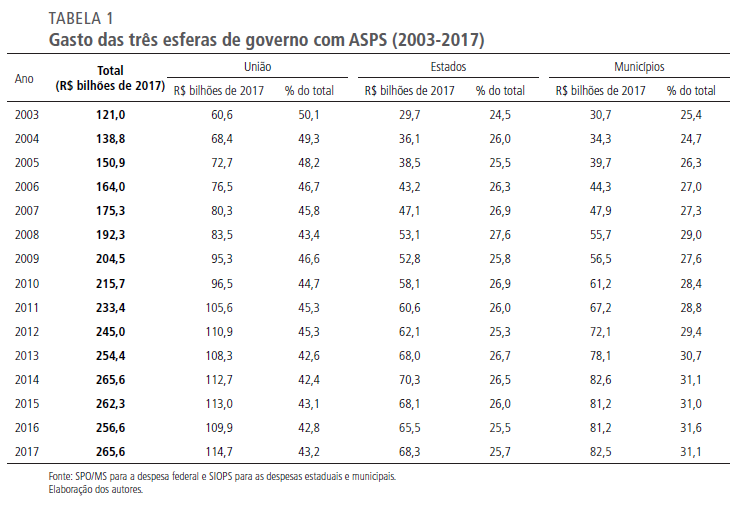 TABELA 1
Gasto das três esferas de governo com ASPS (2003-2017)
Ano Total (R$ bilhões de 2017) União Estados Municípios
R$ bilhões de 2017 % do total R$ bilhões de 2017 % do total R$ bilhões de 2017 % do total
2003 121,0 60,6 50,1 29,7 24,5 30,7 25,4
2004 138,8 68,4 49,3 36,1 26,0 34,3 24,7
2005 150,9 72,7 48,2 38,5 25,5 39,7 26,3
2006 164,0 76,5 46,7 43,2 26,3 44,3 27,0
2007 175,3 80,3 45,8 47,1 26,9 47,9 27,3
2008 192,3 83,5 43,4 53,1 27,6 55,7 29,0
2009 204,5 95,3 46,6 52,8 25,8 56,5 27,6
2010 215,7 96,5 44,7 58,1 26,9 61,2 28,4
2011 233,4 105,6 45,3 60,6 26,0 67,2 28,8
2012 245,0 110,9 45,3 62,1 25,3 72,1 29,4
2013 254,4 108,3 42,6 68,0 26,7 78,1 30,7
2014 265,6 112,7 42,4 70,3 26,5 82,6 31,1
2015 262,3 113,0 43,1 68,1 26,0 81,2 31,0
2016 256,6 109,9 42,8 65,5 25,5 81,2 31,6
2017 265,6 114,7 43,2 68,3 25,7 82,5 31,1
Fonte: SPO/MS para a despesa federal e SIOPS para as despesas estaduais e municipais.
Elaboração dos autores.